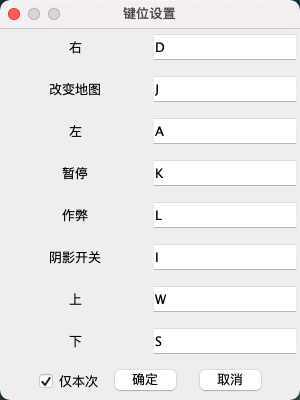 键位设置
右 D
改变地图 J
左 A
暂停 K
作弊 L
阴影开关 I
上 W
下 S
仅本次 确定 取消